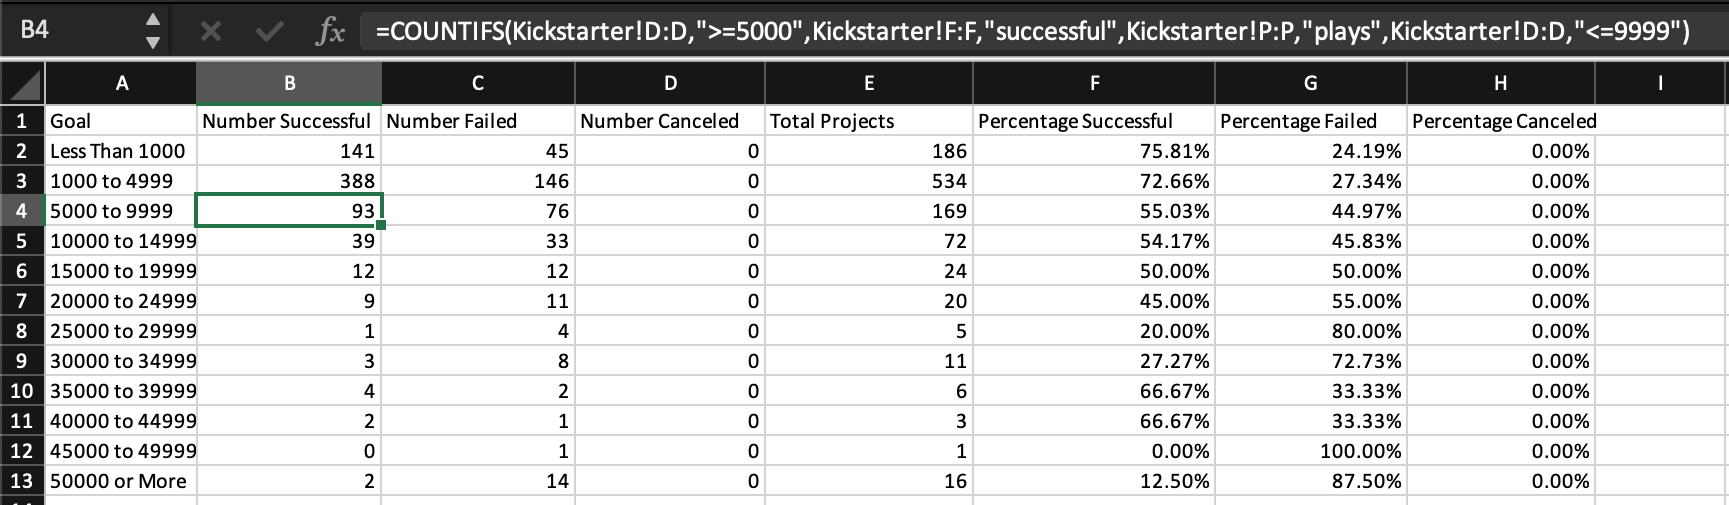 B4 fx =COUNTIFS(Kickstarter!D:D,">=5000",Kickstarter!F:F,"successful",Kickstarter!P:P,"plays",Kickstarter!D:D,"<=9999")
A B C D E F G H I
1 Goal Number Successful Number Failed Number Canceled Total Projects Percentage Successful Percentage Failed Percentage Canceled
2 Less Than 1000 141 45 0 186 75.81% 24.19% 0.00%
3 1000 to 4999 388 146 0 534 72.66% 27.34% 0.00%
4 5000 to 9999 93 76 0 169 55.03% 44.97% 0.00%
5 10000 to 14999 39 33 0 72 54.17% 45.83% 0.00%
6 15000 to 19999 12 12 0 24 50.00% 50.00% 0.00%
7 20000 to 24999 9 11 0 20 45.00% 55.00% 0.00%
8 25000 to 29999 1 4 0 5 20.00% 80.00% 0.00%
9 30000 to 34999 3 8 0 11 27.27% 72.73% 0.00%
10 35000 to 39999 4 2 0 6 66.67% 33.33% 0.00%
11 40000 to 44999 2 1 0 3 66.67% 33.33% 0.00%
12 45000 to 49999 0 1 0 1 0.00% 100.00% 0.00%
13 50000 or More 2 14 0 16 12.50% 87.50% 0.00%